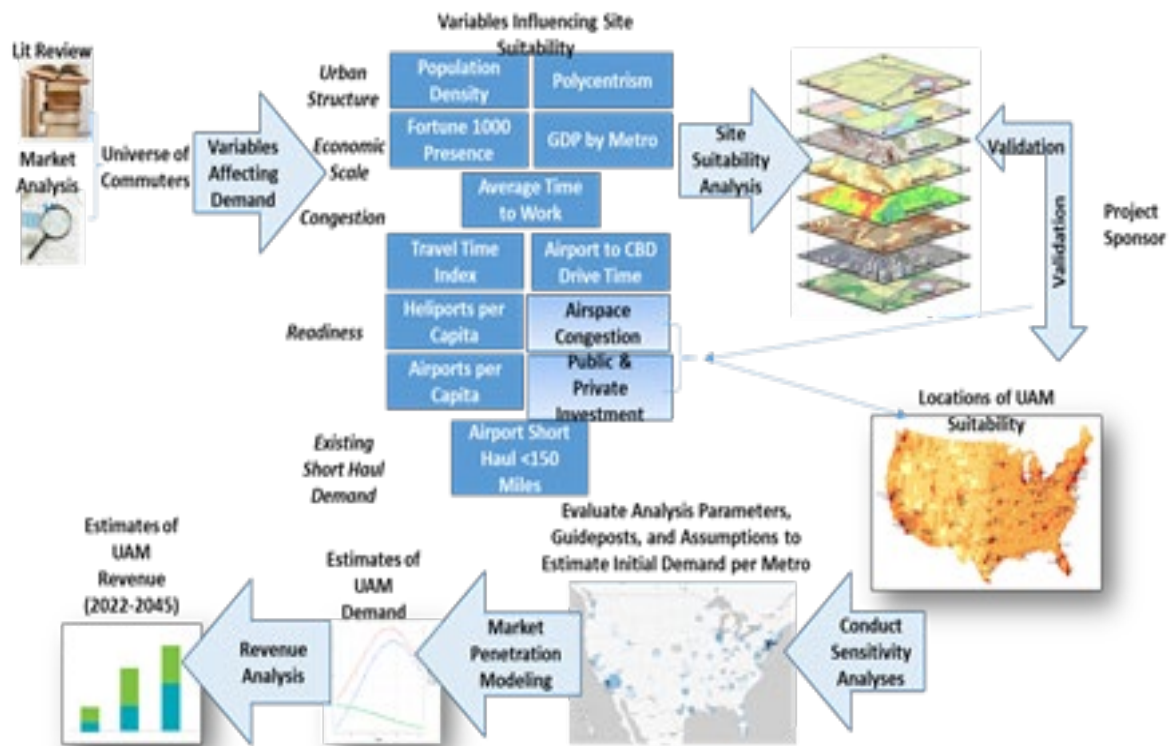 Variables Influencing Site
Suitability
Lit Review
Market
Analysis
Universe of
Commuters
Variables
Affecting
Demand
Urban
Structure
Population
Density
Polycentrism
Economic
Scale
Fortune 1000
Presence
GDP by Metro
Congestion
Average Time
to Work
Travel Time
Index
Airport to CBD
Drive Time
Readiness
Heliports per
Capita
Airspace
Congestion
Airports per
Capita
Public &
Private
Investment
Existing
Short Haul
Demand
Airport Short
Haul <150
Miles
Site
Suitability
Analysis
Validation
Validation
Project
Sponsor
Locations of UAM
Suitability
Conduct
Sensitivity
Analyses
Evaluate Analysis Parameters,
Guideposts, and Assumptions to
Estimate Initial Demand per Metro
Market
Penetration
Modeling
Estimates of
UAM
Demand
Revenue
Analysis
Estimates of
UAM
Revenue
(2022-2045)